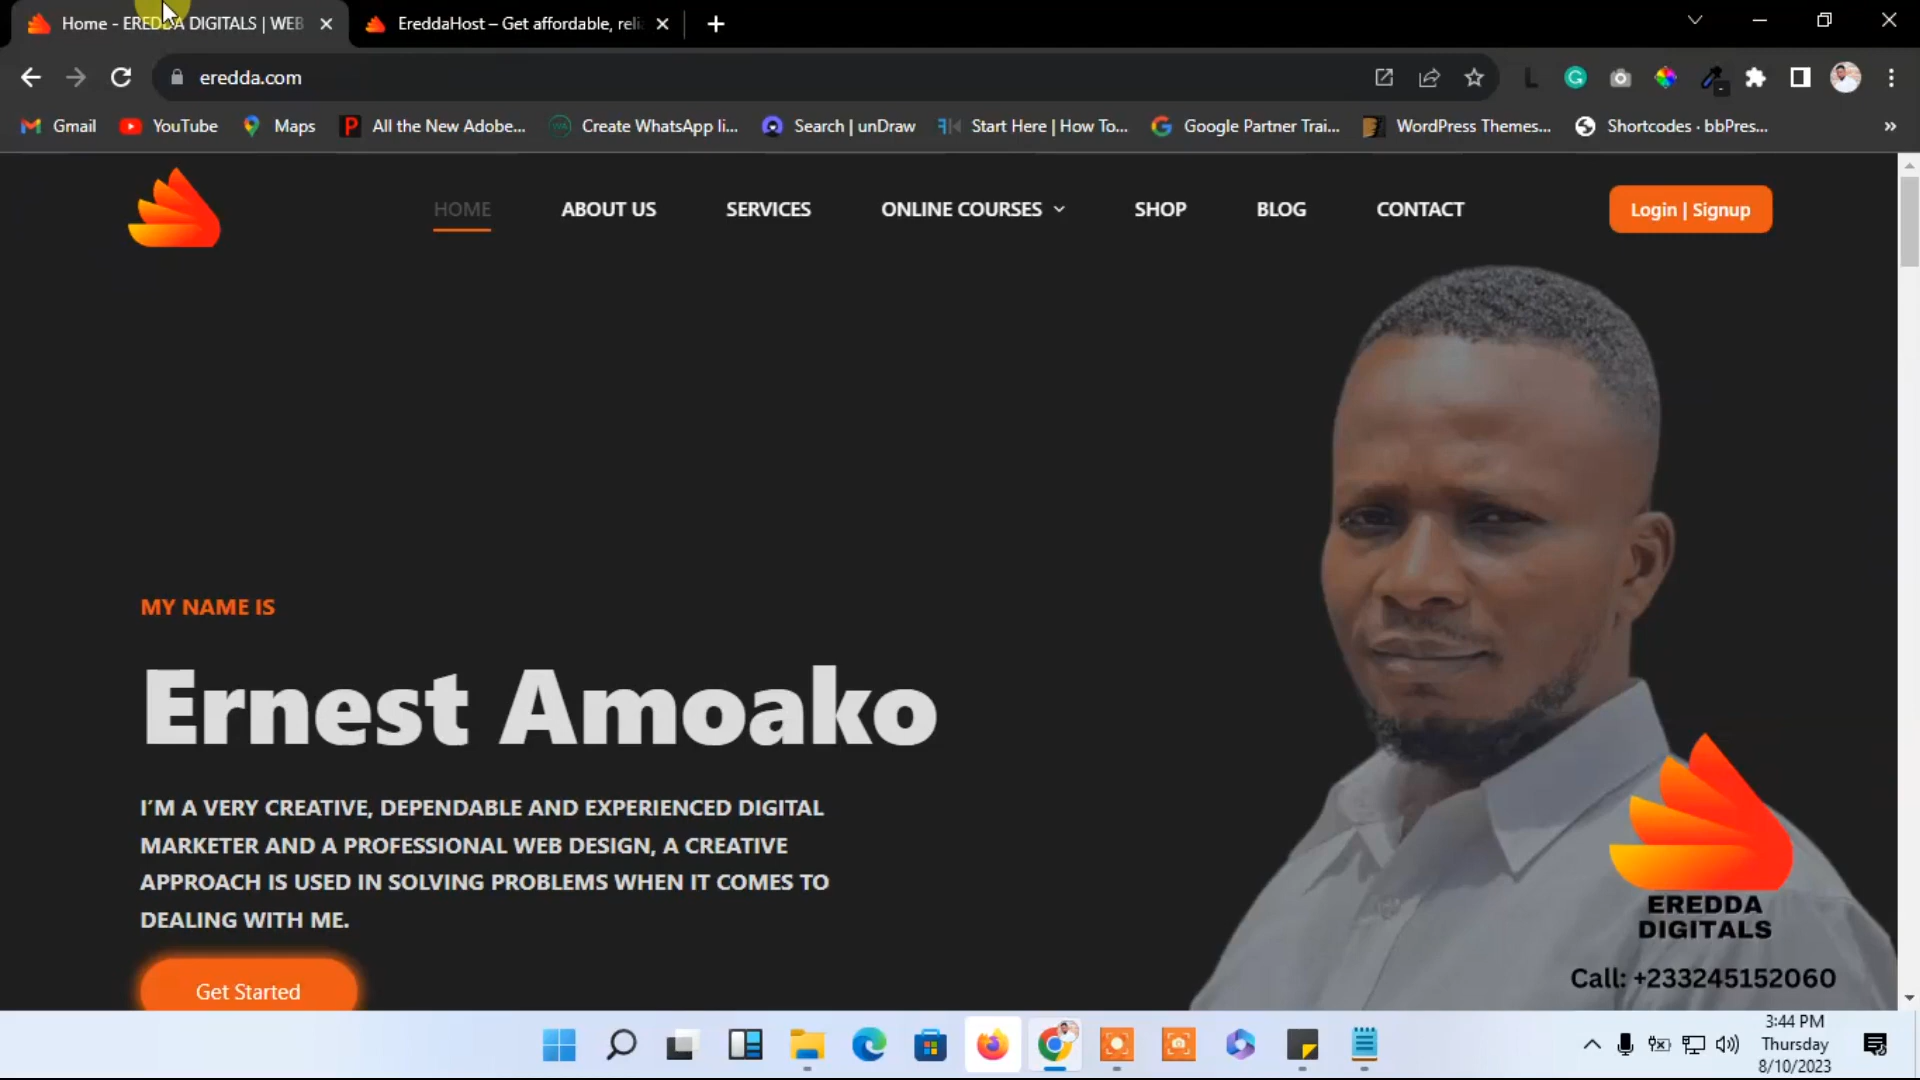 Home - EREDDA DIGITALS | WEB
EreddaHost – Get affordable, reli
eredda.com
Gmail
YouTube
Maps
All the New Adobe...
Create WhatsApp li...
Search | unDraw
Start Here | How To...
Google Partner Trai...
WordPress Themes...
Shortcodes · bbPres...
»
HOME
ABOUT US
SERVICES
ONLINE COURSES
SHOP
BLOG
CONTACT
Login | Signup
MY NAME IS
Ernest Amoako
I'M A VERY CREATIVE, DEPENDABLE AND EXPERIENCED DIGITAL
MARKETER AND A PROFESSIONAL WEB DESIGN, A CREATIVE
APPROACH IS USED IN SOLVING PROBLEMS WHEN IT COMES TO
DEALING WITH ME.
Get Started
EREDDA
DIGITALS
Call: +233245152060
3:44 PM
Thursday
8/10/2023